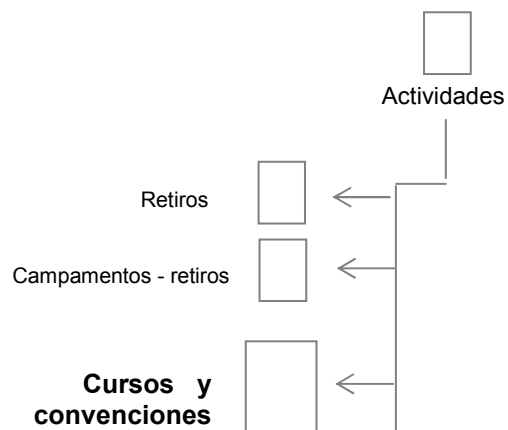 Actividades
Retiros
Campamentos - retiros
Cursos y
convenciones